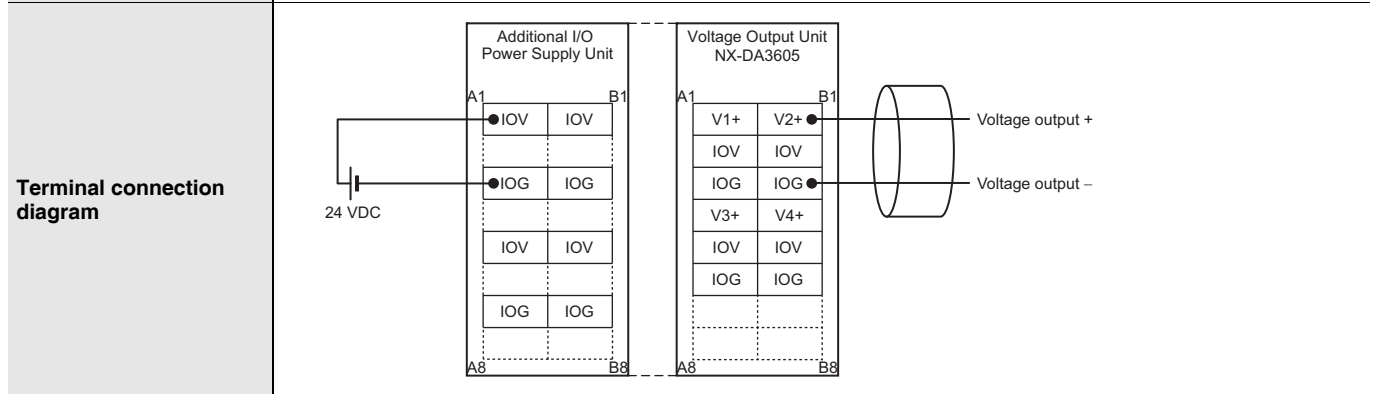 Terminal connection
diagram
24 VDC
Additional I/O
Power Supply Unit
A1 B1
IOV IOV
IOG IOG
IOV IOV
IOG IOG
A8 B8
Voltage Output Unit
NX-DA3605
A1 B1
V1+ V2+
IOV IOV
IOG IOG
V3+ V4+
IOV IOV
IOG IOG
A8 B8
Voltage output +
Voltage output −